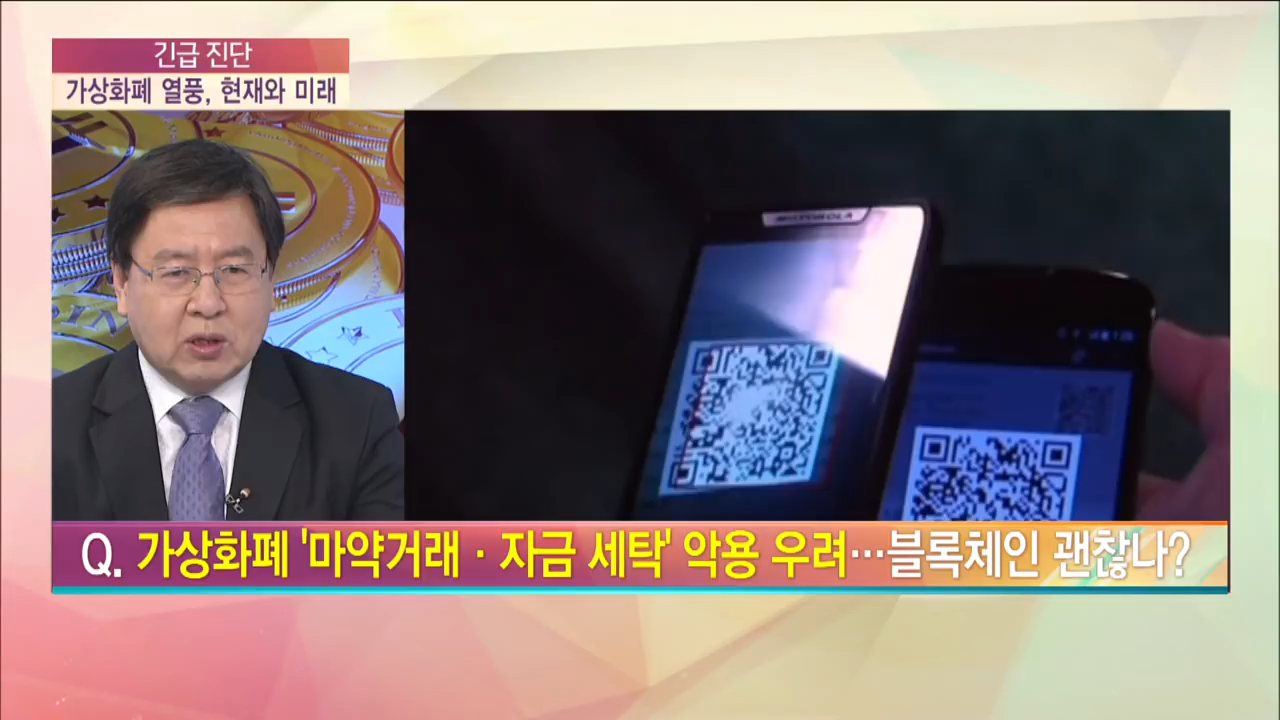 긴급 진단
가상화폐 열풍, 현재와 미래
MOTOROLA
Q. 가상화폐 '마약거래 · 자금 세탁' 악용 우려…블록체인 괜찮나?